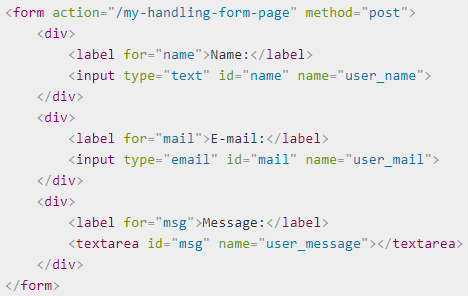 <form action="/my-handling-form-page" method="post">
    <div>
        <label for="name">Name:</label>
        <input type="text" id="name" name="user_name">
    </div>
    <div>
        <label for="mail">E-mail:</label>
        <input type="email" id="mail" name="user_mail">
    </div>
    <div>
        <label for="msg">Message:</label>
        <textarea id="msg" name="user_message"></textarea>
    </div>
</form>